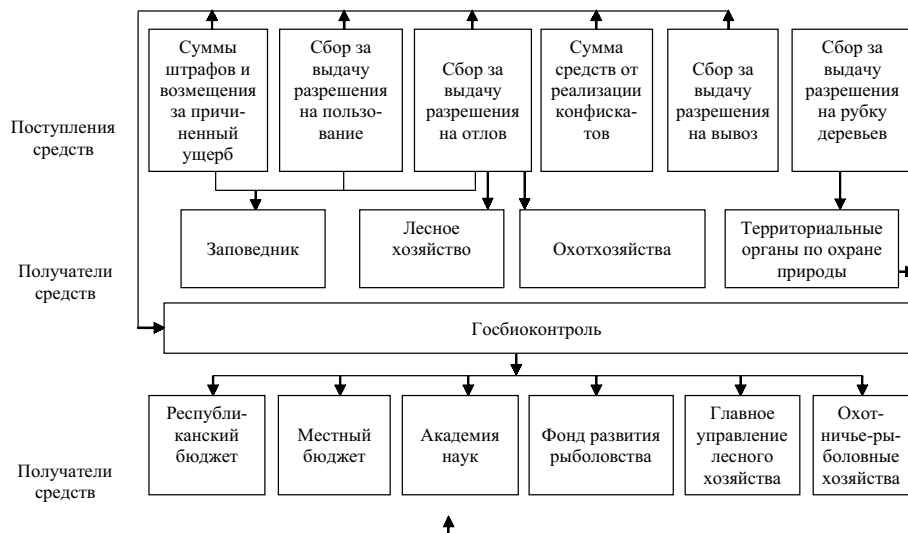 Поступления
средств
Суммы
штрафов и
возмещения
за причи-
ненный
ущерб
Сбор за
выдачу
разрешения
на пользо-
вание
Сбор за
выдачу
разрешения
на отлов
Сумма
средств от
реализации
конфиска-
тов
Сбор за
выдачу
разрешения
на вывоз
Сбор за
выдачу
разрешения
на рубку
деревьев
Получатели
средств
Заповедник
Лесное
хозяйство
Охотхозяйства
Территориальные
органы по охране
природы
Госбиоконтроль
Получатели
средств
Республи-
канский
бюджет
Местный
бюджет
Академия
наук
Фонд развития
рыболовства
Главное
управление
лесного
хозяйства
Охот-
ничье-ры-
боловные
хозяйства